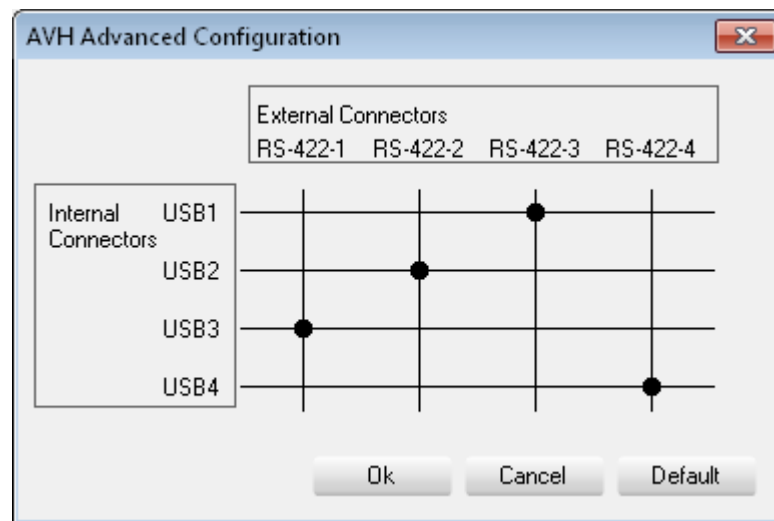 AVH Advanced Configuration
External Connectors
RS-422-1 RS-422-2 RS-422-3 RS-422-4
Internal USB1
Connectors
USB2
USB3
USB4
Ok Cancel Default